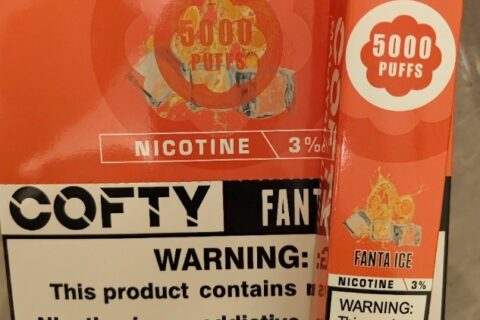 5000
PUFFS
NICOTINE 3%
COFTY FANT
WARNING:
This product contains
5000
PUFFS
FANTA ICE
NICOTINE 3%
WARNING: